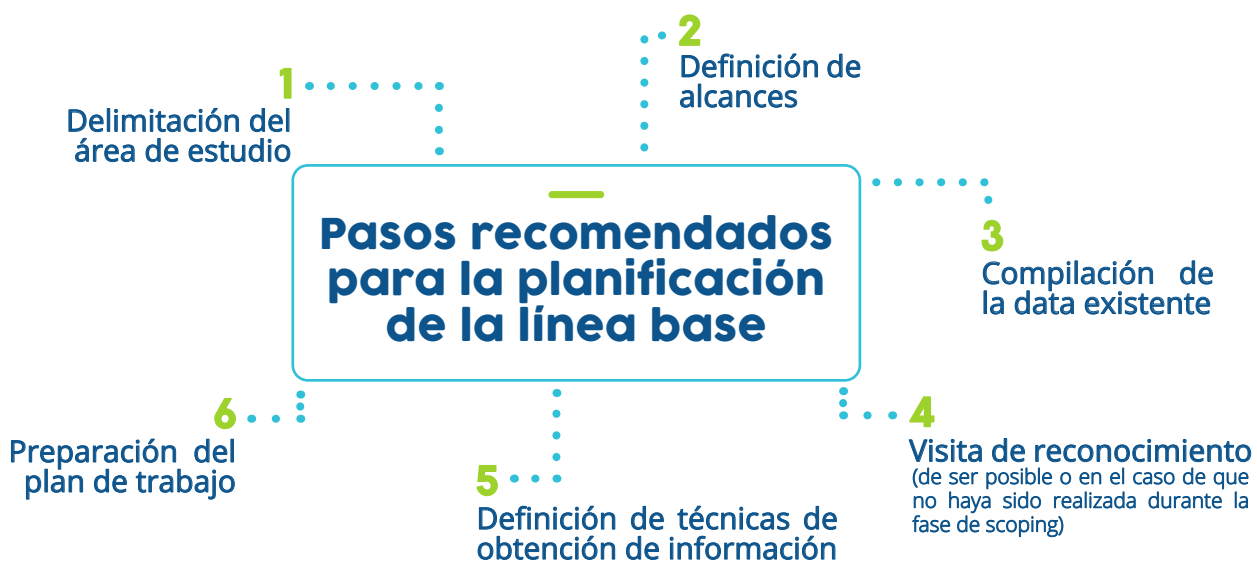 Pasos recomendados
para la planificación
de la línea base
1
Delimitación del
área de estudio
2
Definición de
alcances
3
Compilación de
la data existente
4
Visita de reconocimiento
(de ser posible o en el caso de que
no haya sido realizada durante la
fase de scoping)
5
Definición de técnicas de
obtención de información
6
Preparación del
plan de trabajo